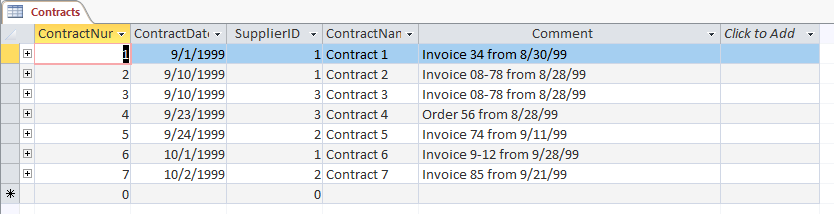 Contracts
ContractNur ContractDate SupplierID ContractNan Comment Click to Add
1 9/1/1999 1 Contract 1 Invoice 34 from 8/30/99
2 9/10/1999 1 Contract 2 Invoice 08-78 from 8/28/99
3 9/10/1999 3 Contract 3 Invoice 08-78 from 8/28/99
4 9/23/1999 3 Contract 4 Order 56 from 8/28/99
5 9/24/1999 2 Contract 5 Invoice 74 from 9/11/99
6 10/1/1999 1 Contract 6 Invoice 9-12 from 9/28/99
7 10/2/1999 2 Contract 7 Invoice 85 from 9/21/99
0 0